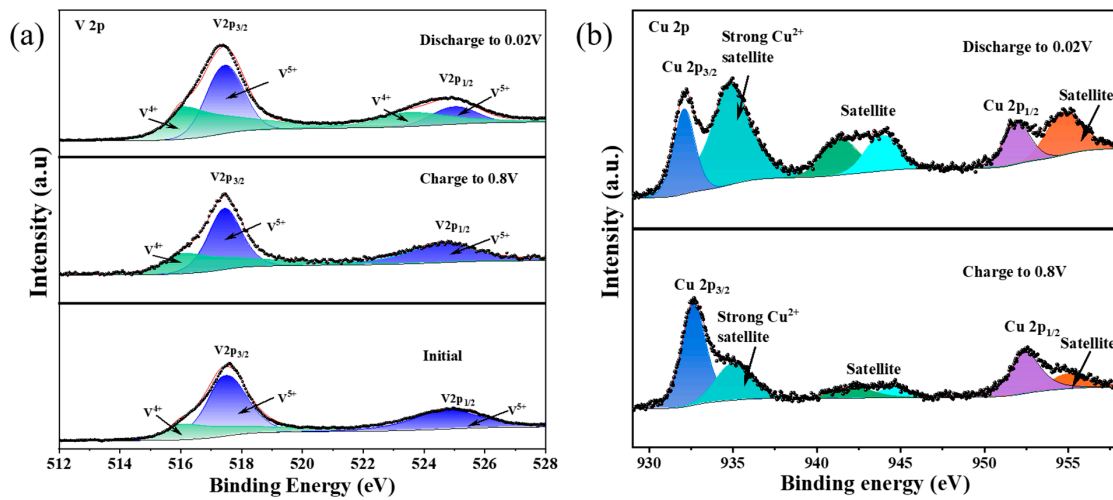 (a)
V 2p
V2p3/2
Discharge to 0.02V
V5+
V4+
V2p1/2
V4+
V5+
V2p3/2
Charge to 0.8V
V5+
V4+
V2p1/2
V5+
V2p3/2
Initial
V5+
V4+
V2p1/2
V5+
Intensity (a.u)
512 514 516 518 520 522 524 526 528
Binding Energy (eV)
(b)
Cu 2p
Strong Cu2+
satellite
Discharge to 0.02V
Cu 2p3/2
Satellite
Cu 2p1/2
Satellite
Charge to 0.8V
Cu 2p3/2
Strong Cu2+
satellite
Satellite
Cu 2p1/2
Satellite
Intensity (a.u.)
930 935 940 945 950 955
Binding energy (eV)